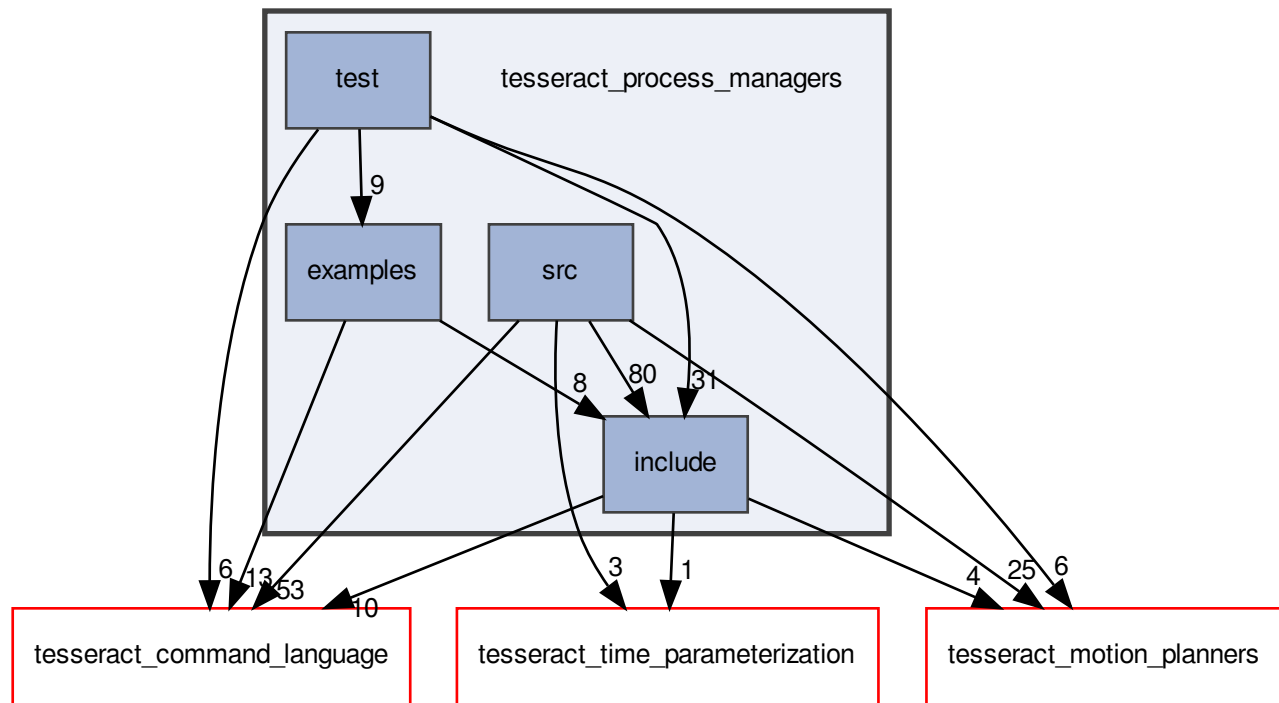 test
tesseract_process_managers
9
examples
src
8
80
31
include
6
13
53
10
3
1
4
25
6
tesseract_command_language
tesseract_time_parameterization
tesseract_motion_planners